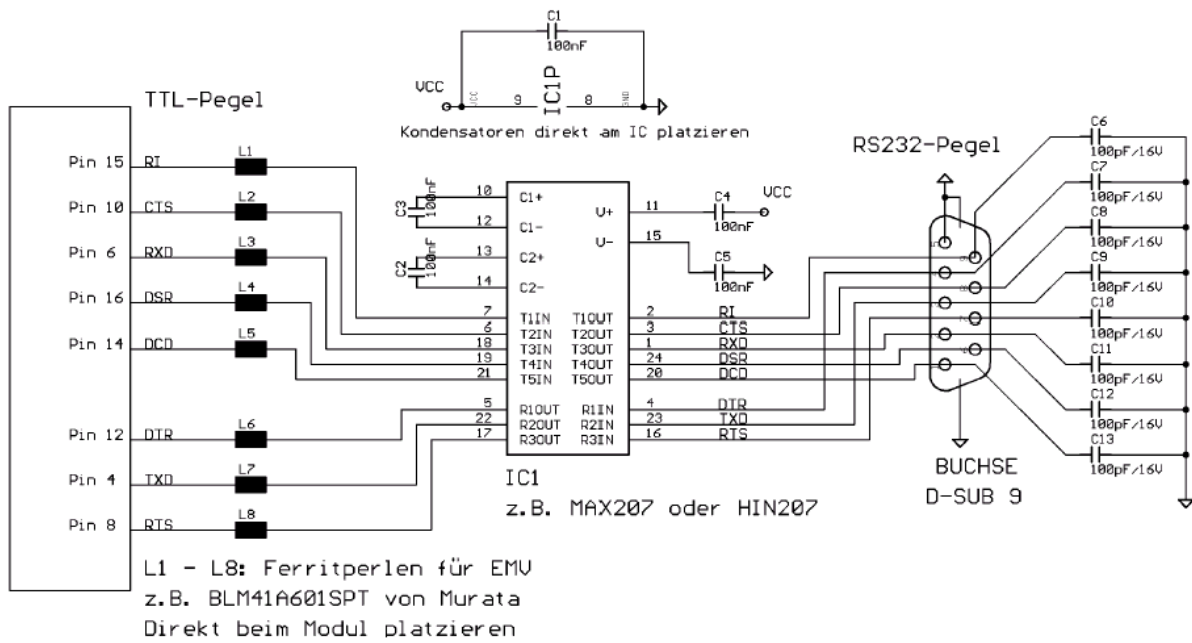 C1
100nF
VCC
VCC
9
IC1P
8
GND
Kondensatoren direkt am IC platzieren
TTL-Pegel
RS232-Pegel
Pin 15 RI L1
Pin 10 CTS L2
Pin 6 RXD L3
Pin 16 DSR L4
Pin 14 DCD L5
Pin 12 DTR L6
Pin 4 TXD L7
Pin 8 RTS L8
C3
100nF
C2
100nF
10 C1+
12 C1-
13 C2+
14 C2-
V+ 11
V- 15
C4
100nF
VCC
C5
100nF
7 T1IN T1OUT 2 RI
6 T2IN T2OUT 3 CTS
18 T3IN T3OUT 1 RXD
19 T4IN T4OUT 24 DSR
21 T5IN T5OUT 20 DCD
5 R1OUT R1IN 4 DTR
22 R2OUT R2IN 23 TXD
17 R3OUT R3IN 16 RTS
IC1
z.B. MAX207 oder HIN207
BUCHSE
D-SUB 9
C6
100pF/16V
C7
100pF/16V
C8
100pF/16V
C9
100pF/16V
C10
100pF/16V
C11
100pF/16V
C12
100pF/16V
C13
100pF/16V
L1 - L8: Ferritperlen für EMV
z.B. BLM41A601SPT von Murata
Direkt beim Modul platzieren